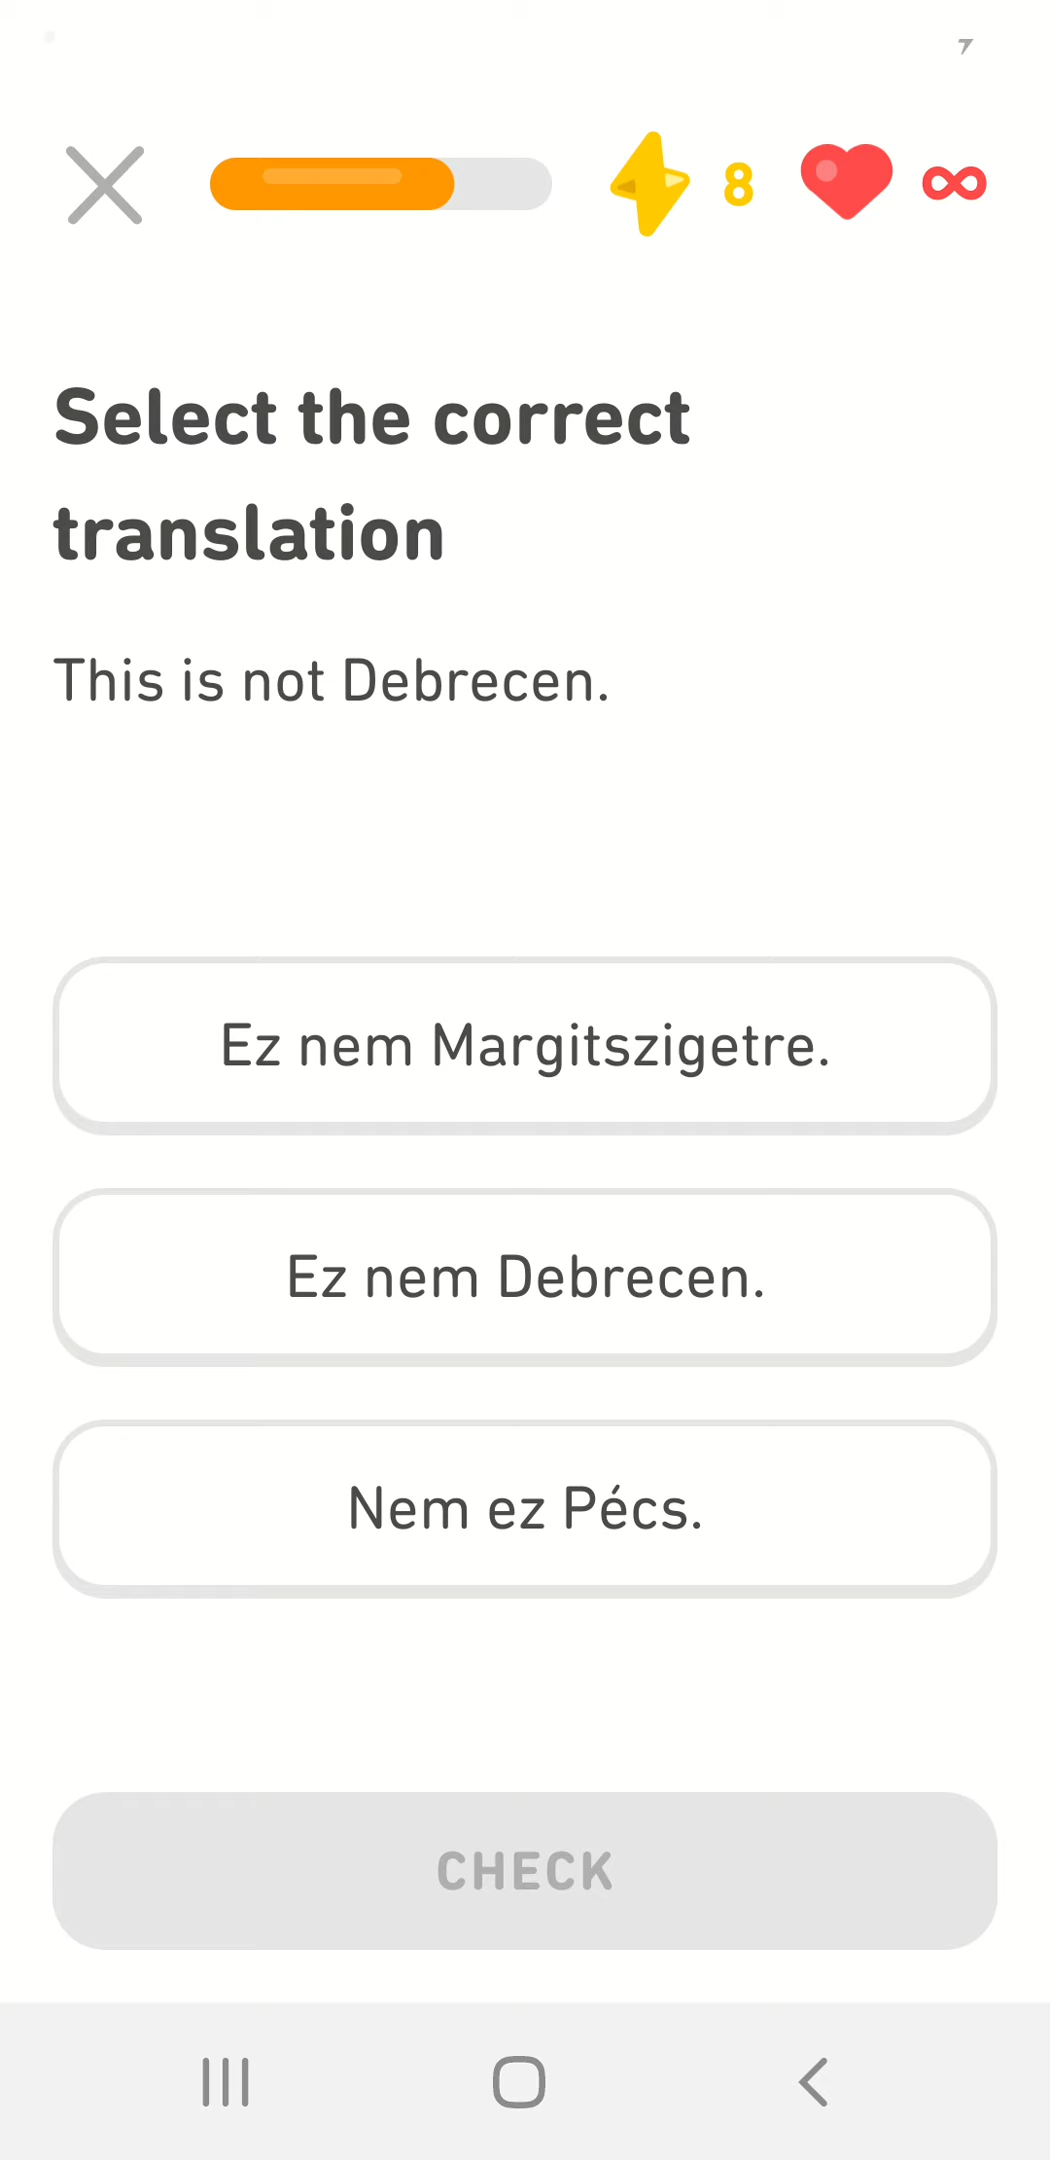 8 ∞
Select the correct
translation
This is not Debrecen.
Ez nem Margitszigetre.
Ez nem Debrecen.
Nem ez Pécs.
CHECK